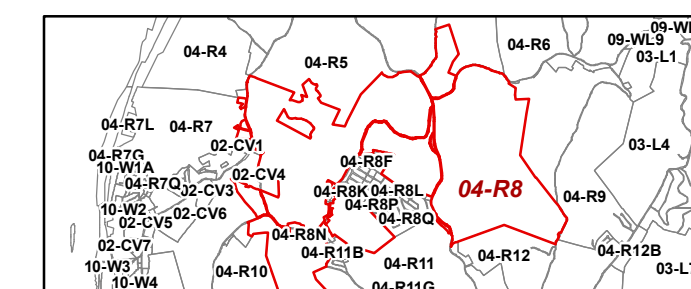 09-WL
04-R6
09-WL9
04-R4
03-L1
04-R5
04-R7L
04-R7
03-L4
02-CV1
04-R7G
04-R8F
10-W1A
02-CV4
04-R7Q
02-CV3
04-R8K
04-R8L
04-R8
04-R9
04-R8P
10-W2
02-CV6
04-R8Q
02-CV5
04-R8N
02-CV7
04-R11B
04-R12
04-R12B
10-W3
04-R11
04-R10
03-L
10-W4
04-R11G